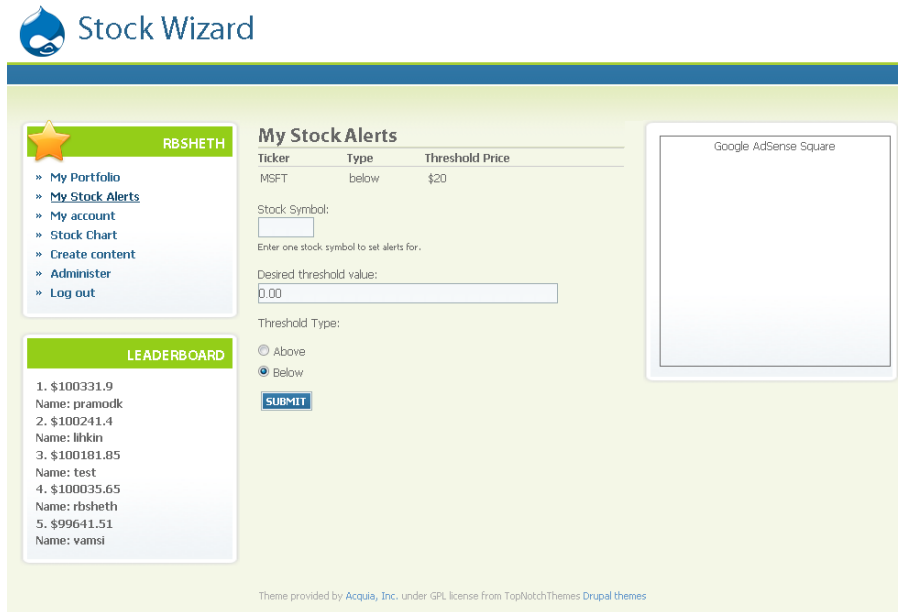 Stock Wizard
RBSHETH
» My Portfolio
» My Stock Alerts
» My account
» Stock Chart
» Create content
» Administer
» Log out
LEADERBOARD
1. $100331.9
Name: pramodk
2. $100241.4
Name: lihkin
3. $100181.85
Name: test
4. $100035.65
Name: rbsheth
5. $99641.51
Name: vamsi
My Stock Alerts
Ticker Type Threshold Price
MSFT below $20
Stock Symbol:
Enter one stock symbol to set alerts for.
Desired threshold value:
0.00
Threshold Type:
Above
Below
SUBMIT
Google AdSense Square
Theme provided by Acquia, Inc. under GPL license from TopNotchThemes Drupal themes